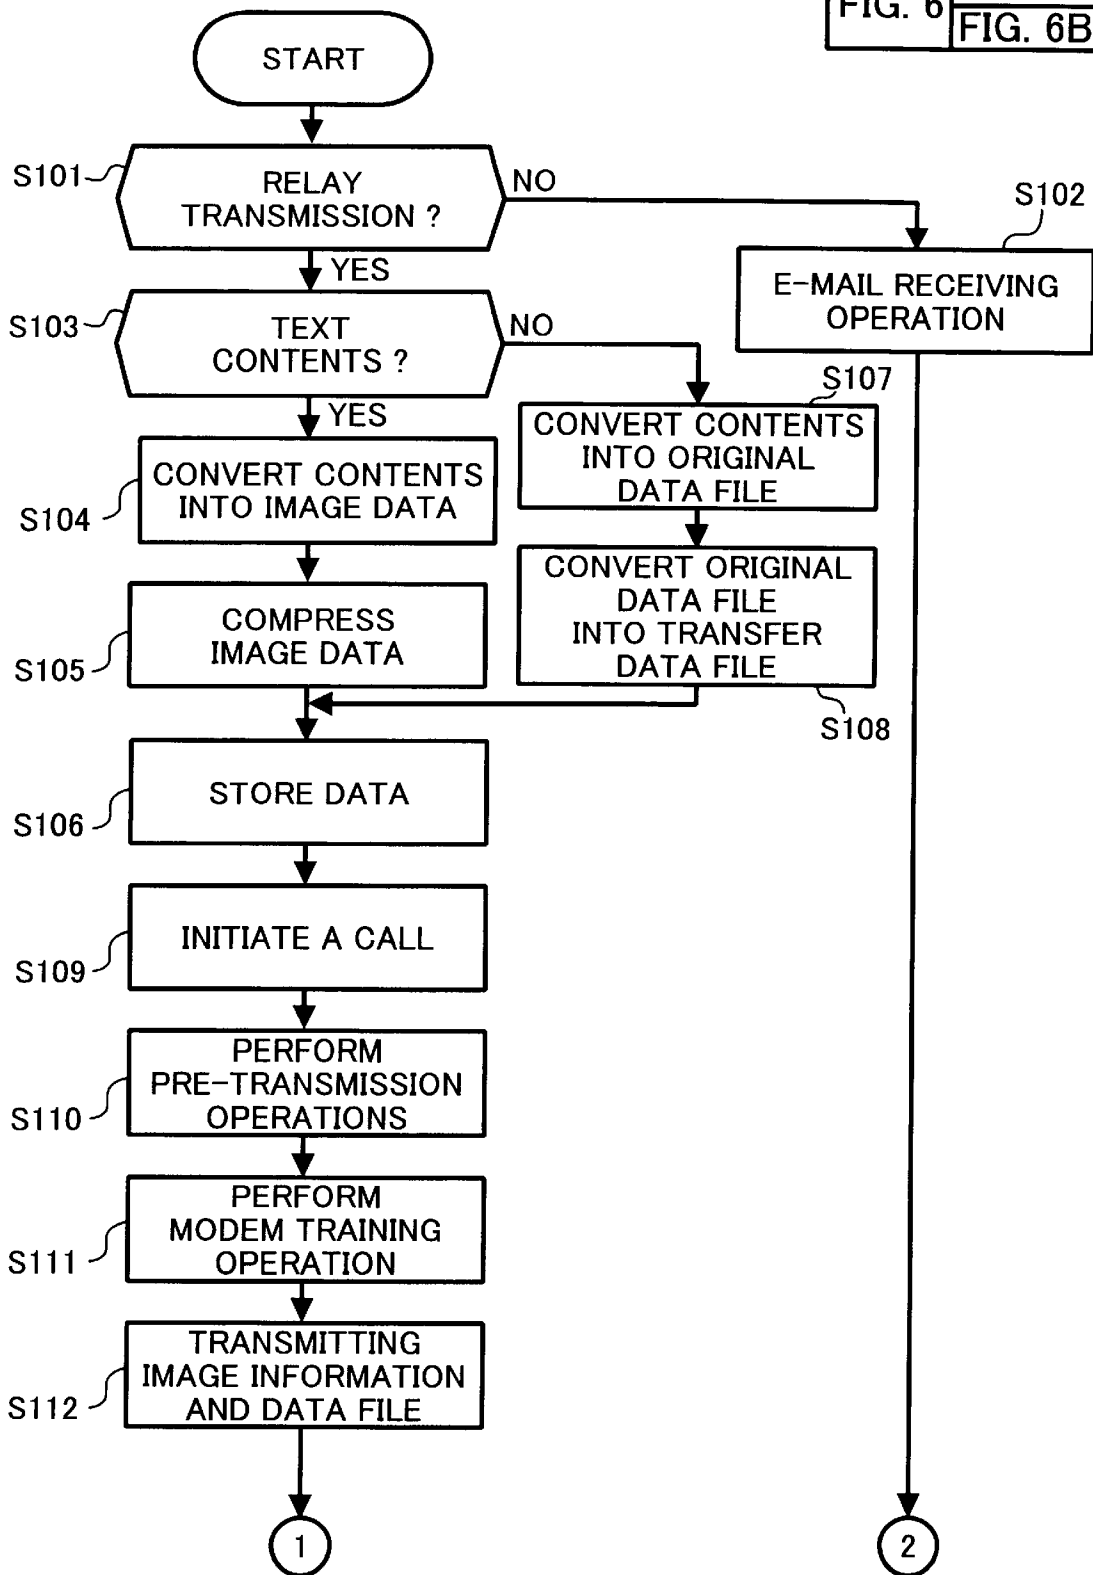 FIG. 6
FIG. 6B
START
S101
RELAY
TRANSMISSION ?
NO
S102
YES
E-MAIL RECEIVING
OPERATION
S103
TEXT
CONTENTS ?
NO
YES
S107
CONVERT CONTENTS
INTO ORIGINAL
DATA FILE
S104
CONVERT CONTENTS
INTO IMAGE DATA
CONVERT ORIGINAL
DATA FILE
INTO TRANSFER
DATA FILE
S105
COMPRESS
IMAGE DATA
S108
S106
STORE DATA
S109
INITIATE A CALL
S110
PERFORM
PRE-TRANSMISSION
OPERATIONS
S111
PERFORM
MODEM TRAINING
OPERATION
S112
TRANSMITTING
IMAGE INFORMATION
AND DATA FILE
1
2